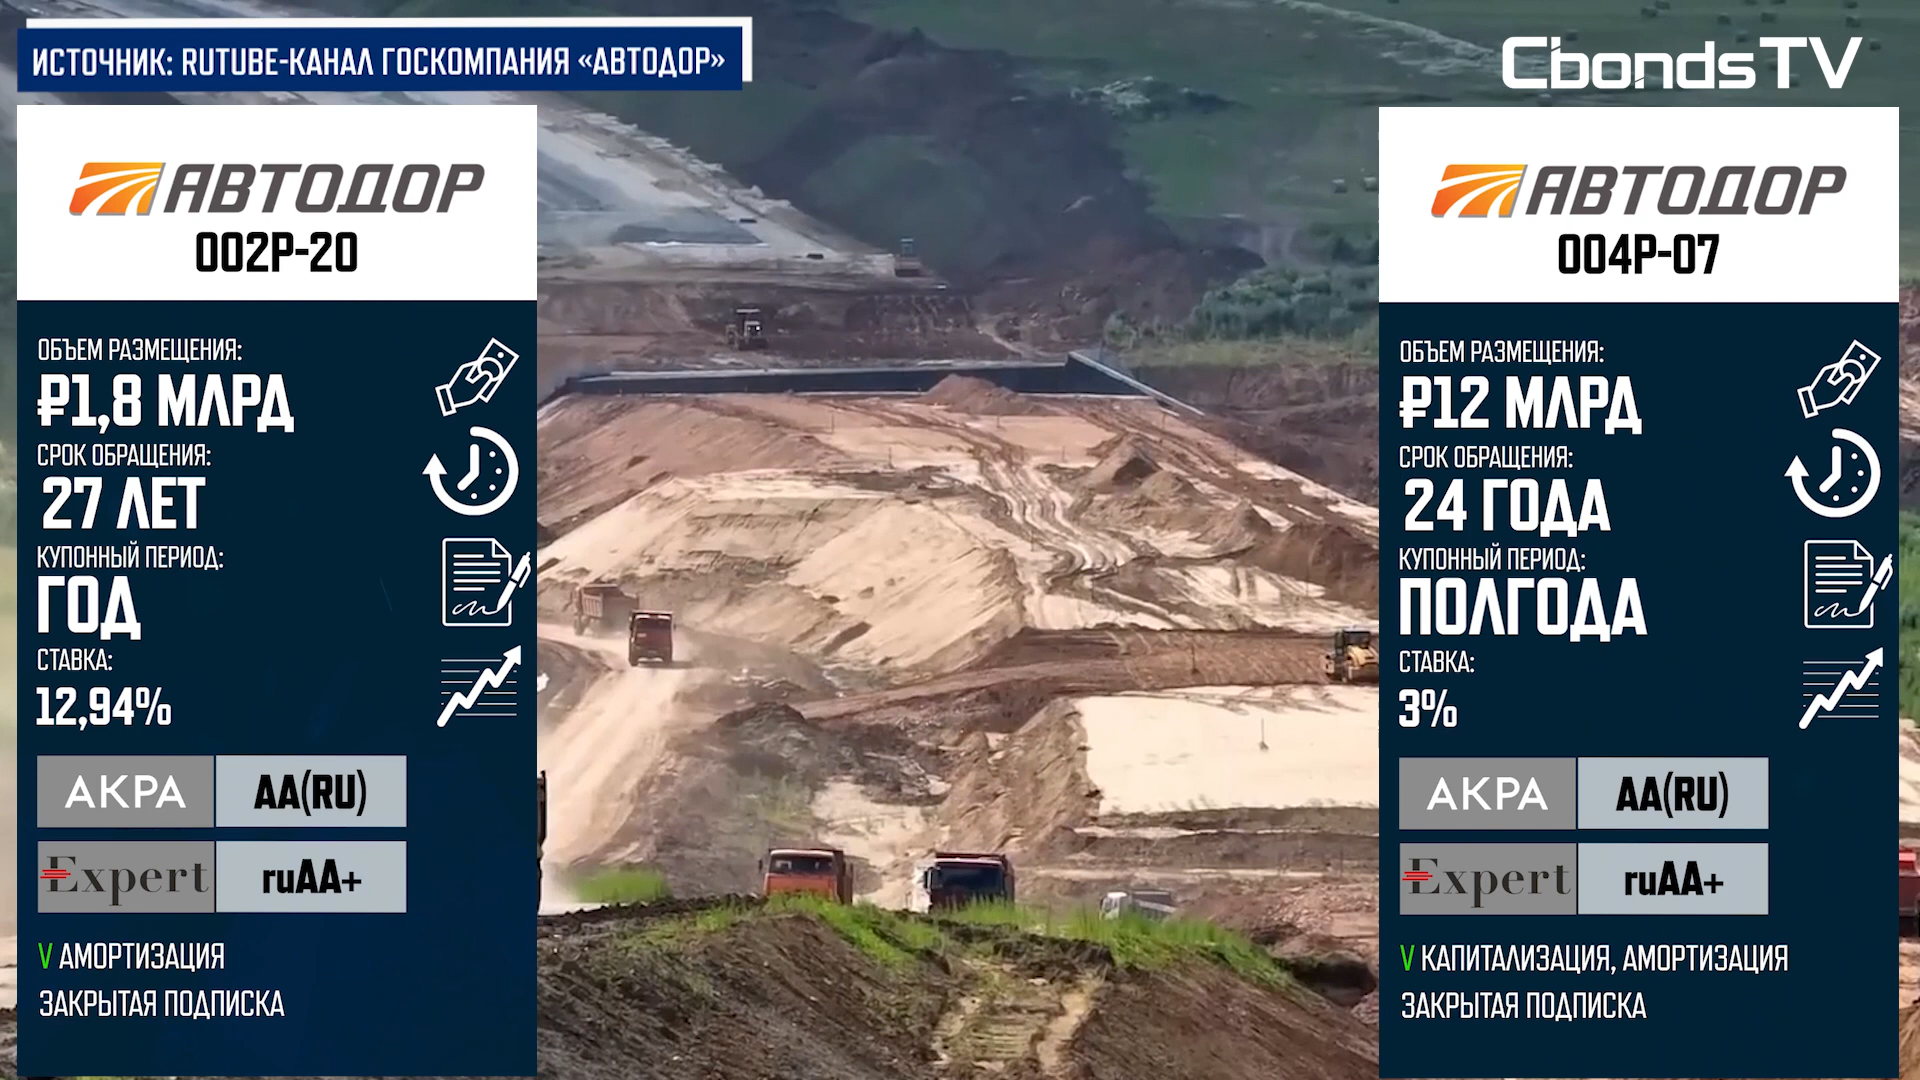 ИСТОЧНИК: RUTUBE-КАНАЛ ГОСКОМПАНИЯ «АВТОДОР»
CbondsTV
АВТОДОР
002P-20
ОБЪЕМ РАЗМЕЩЕНИЯ:
₽1,8 МЛРД
СРОК ОБРАЩЕНИЯ:
27 ЛЕТ
КУПОННЫЙ ПЕРИОД:
ГОД
СТАВКА:
12,94%
АКРА AA(RU)
Expert ruAA+
V АМОРТИЗАЦИЯ
ЗАКРЫТАЯ ПОДПИСКА
АВТОДОР
004P-07
ОБЪЕМ РАЗМЕЩЕНИЯ:
₽12 МЛРД
СРОК ОБРАЩЕНИЯ:
24 ГОДА
КУПОННЫЙ ПЕРИОД:
ПОЛГОДА
СТАВКА:
3%
АКРА AA(RU)
Expert ruAA+
V КАПИТАЛИЗАЦИЯ, АМОРТИЗАЦИЯ
ЗАКРЫТАЯ ПОДПИСКА